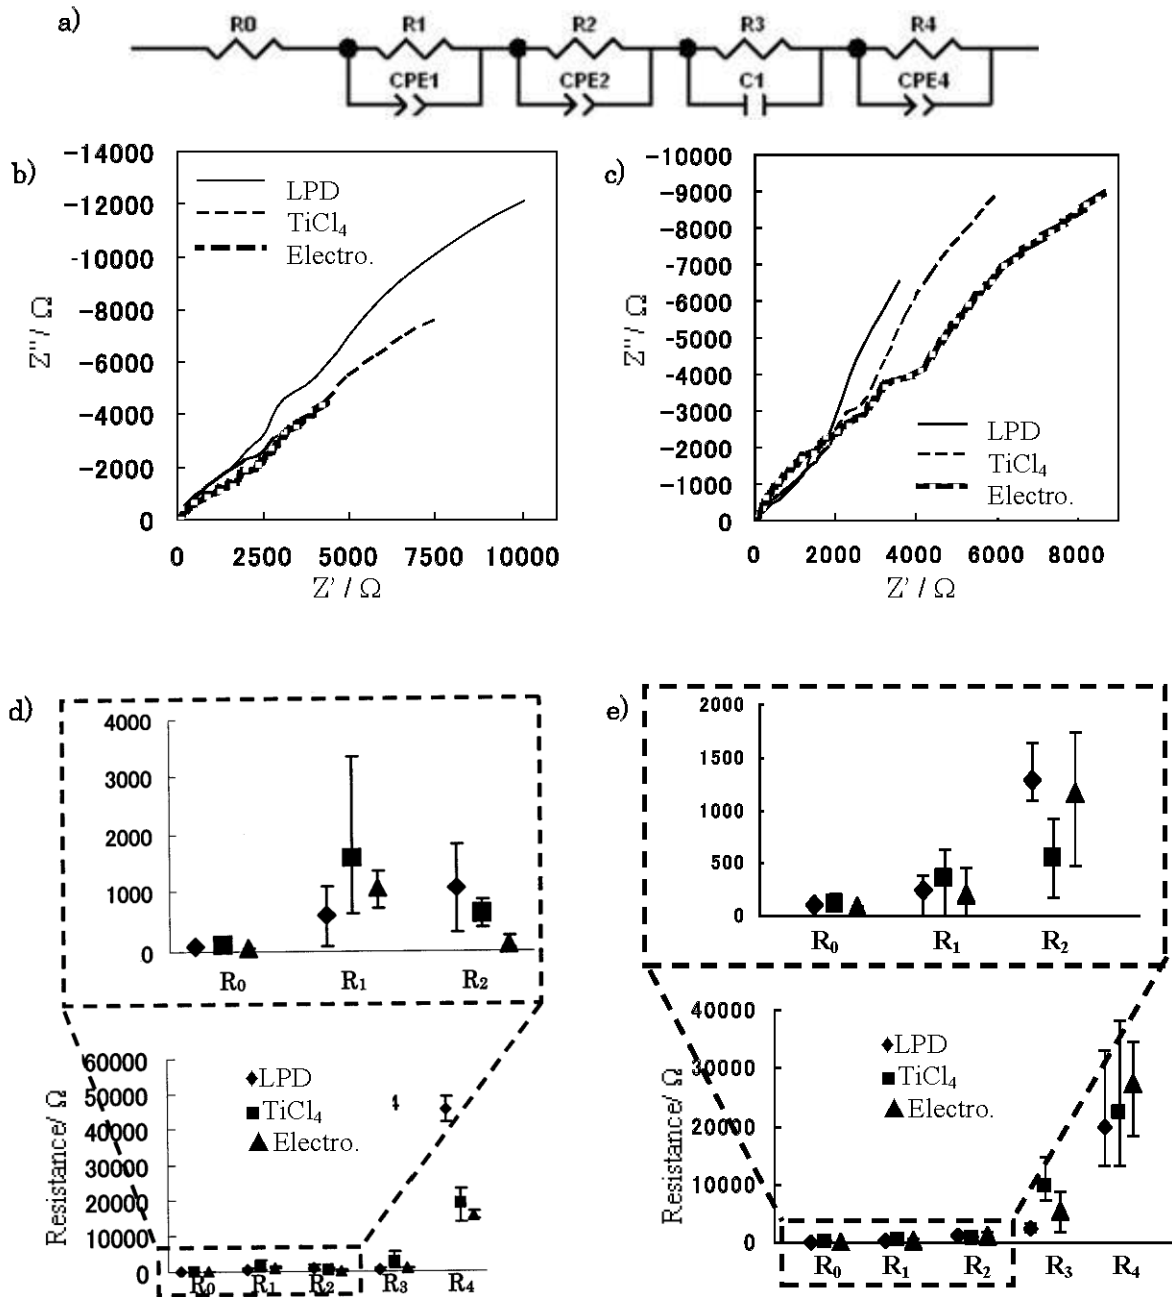 a)
R0 R1 R2 R3 R4
CPE1 CPE2 C1 CPE4
b)
-14000
-12000
-10000
-8000
-6000
-4000
-2000
0
Z'' / Ω
LPD
TiCl₄
Electro.
0 2500 5000 7500 10000
Z' / Ω
c)
-10000
-9000
-8000
-7000
-6000
-5000
-4000
-3000
-2000
-1000
0
Z'' / Ω
LPD
TiCl₄
Electro.
0 2000 4000 6000 8000
Z' / Ω
d)
4000
3000
2000
1000
0
R₀ R₁ R₂
60000
50000
40000
30000
20000
10000
0
Resistance/ Ω
LPD
TiCl₄
Electro.
4
R₀ R₁ R₂ R₃ R₄
e)
2000
1500
1000
500
0
R₀ R₁ R₂
40000
30000
20000
10000
0
Resistance/ Ω
LPD
TiCl₄
Electro.
R₀ R₁ R₂ R₃ R₄